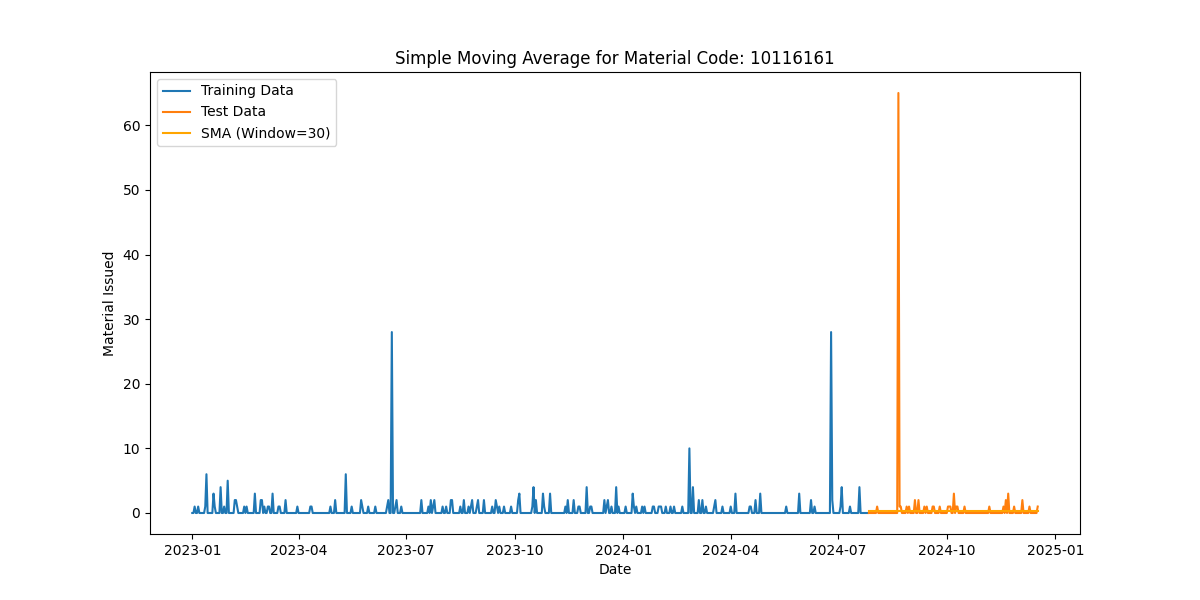 Simple Moving Average for Material Code: 10116161
Training Data
Test Data
SMA (Window=30)
Material Issued
60
50
40
30
20
10
0
2023-01 2023-04 2023-07 2023-10 2024-01 2024-04 2024-07 2024-10 2025-01
Date